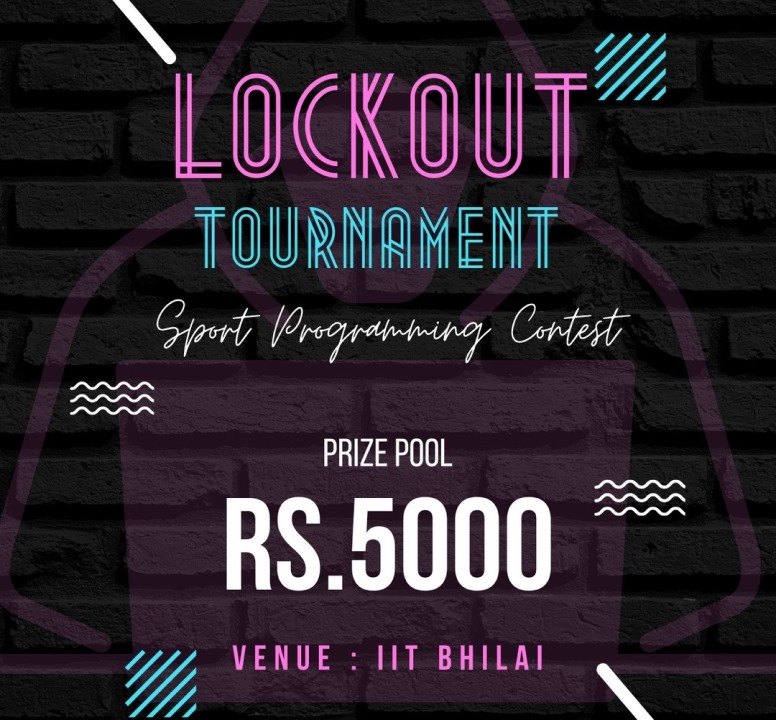 LOCKOUT
TOURNAMENT
Sport Programming Contest
PRIZE POOL
RS.5000
VENUE : IIT BHILAI